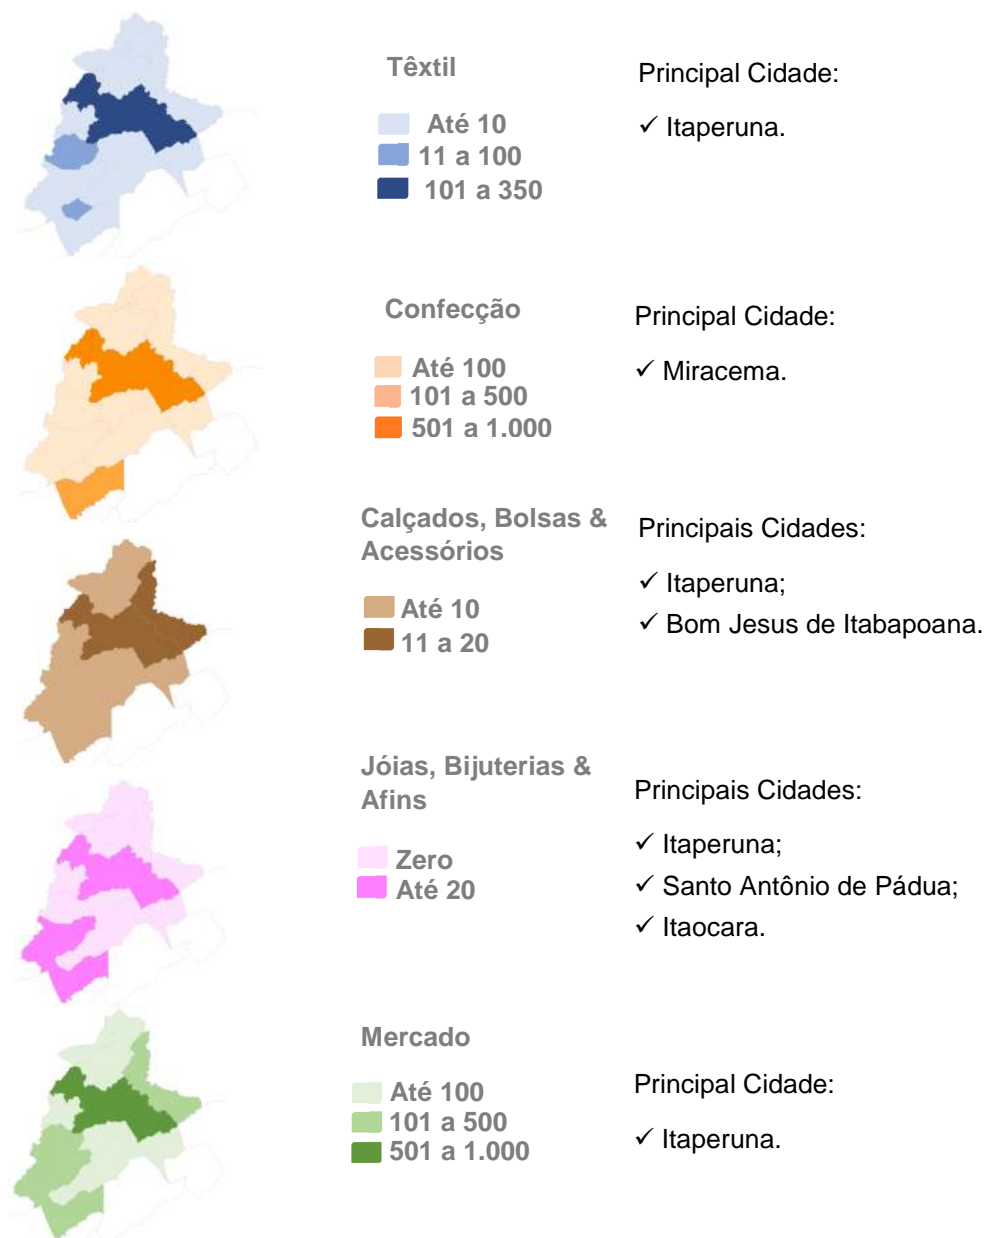 Têxtil
Até 10
11 a 100
101 a 350
Principal Cidade:
✓ Itaperuna.
Confecção
Até 100
101 a 500
501 a 1.000
Principal Cidade:
✓ Miracema.
Calçados, Bolsas &
Acessórios
Até 10
11 a 20
Principais Cidades:
✓ Itaperuna;
✓ Bom Jesus de Itabapoana.
Jóias, Bijuterias &
Afins
Zero
Até 20
Principais Cidades:
✓ Itaperuna;
✓ Santo Antônio de Pádua;
✓ Itaocara.
Mercado
Até 100
101 a 500
501 a 1.000
Principal Cidade:
✓ Itaperuna.